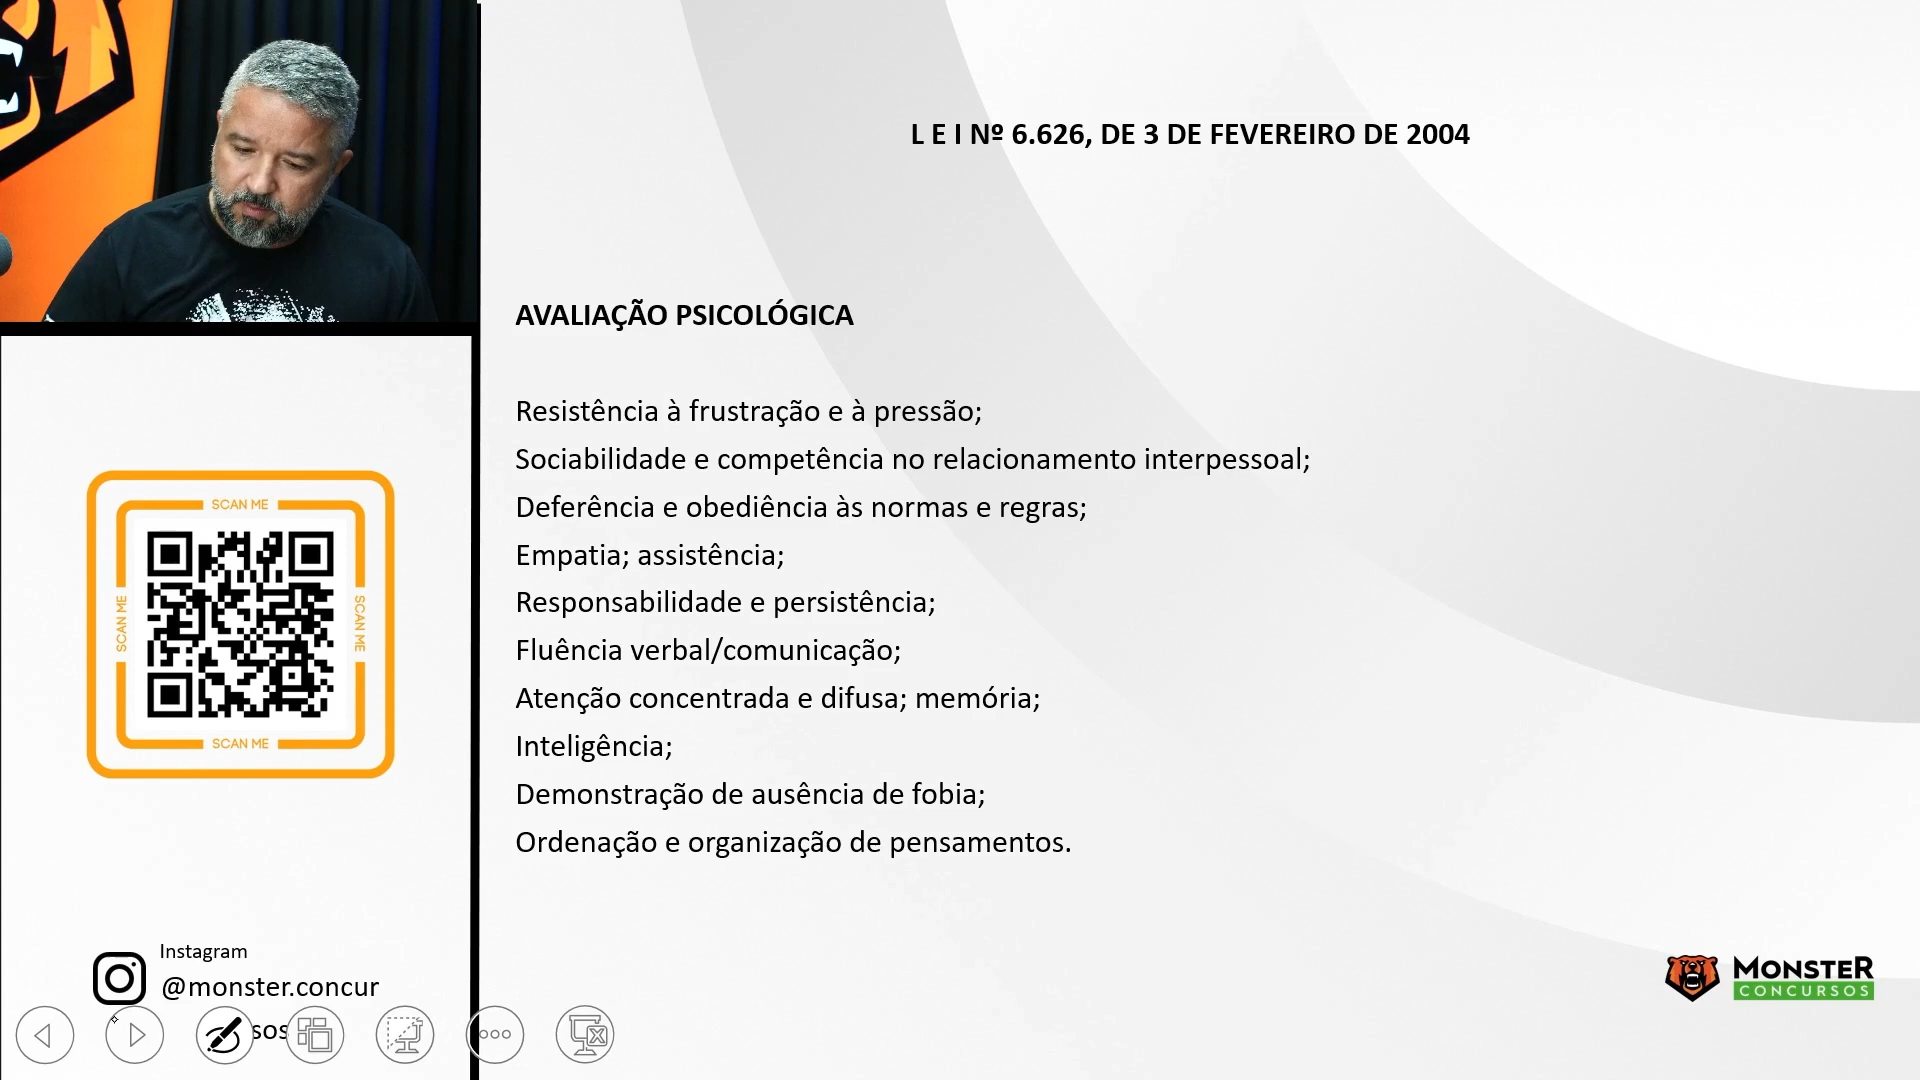 L E I Nº 6.626, DE 3 DE FEVEREIRO DE 2004
AVALIAÇÃO PSICOLÓGICA
Resistência à frustração e à pressão;
Sociabilidade e competência no relacionamento interpessoal;
Deferência e obediência às normas e regras;
Empatia; assistência;
Responsabilidade e persistência;
Fluência verbal/comunicação;
Atenção concentrada e difusa; memória;
Inteligência;
Demonstração de ausência de fobia;
Ordenação e organização de pensamentos.
SCAN ME
SCAN ME
SCAN ME
SCAN ME
Instagram
@monster.concur
sos
MONSTER
CONCURSOS